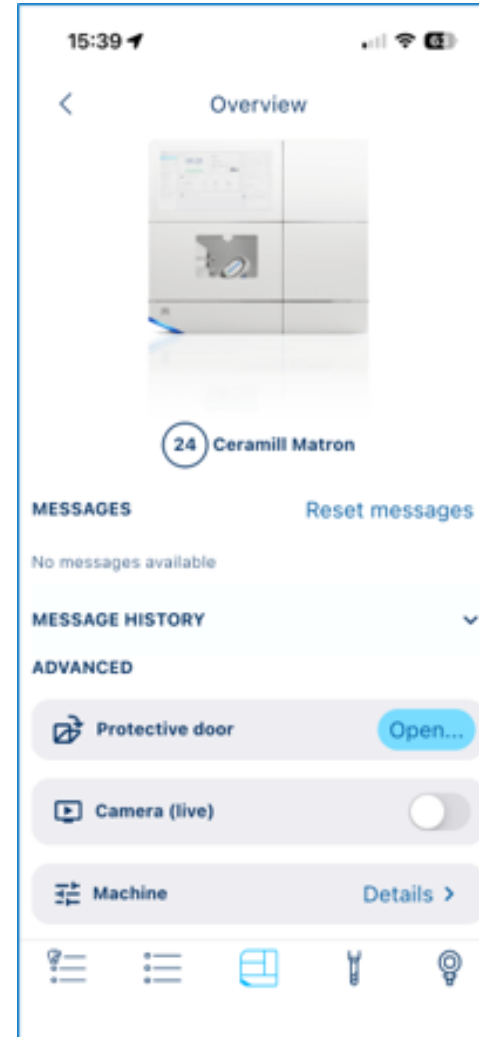 15:39
63
Overview
24 Ceramill Matron
MESSAGES
Reset messages
No messages available
MESSAGE HISTORY
ADVANCED
Protective door
Open...
Camera (live)
Machine
Details >